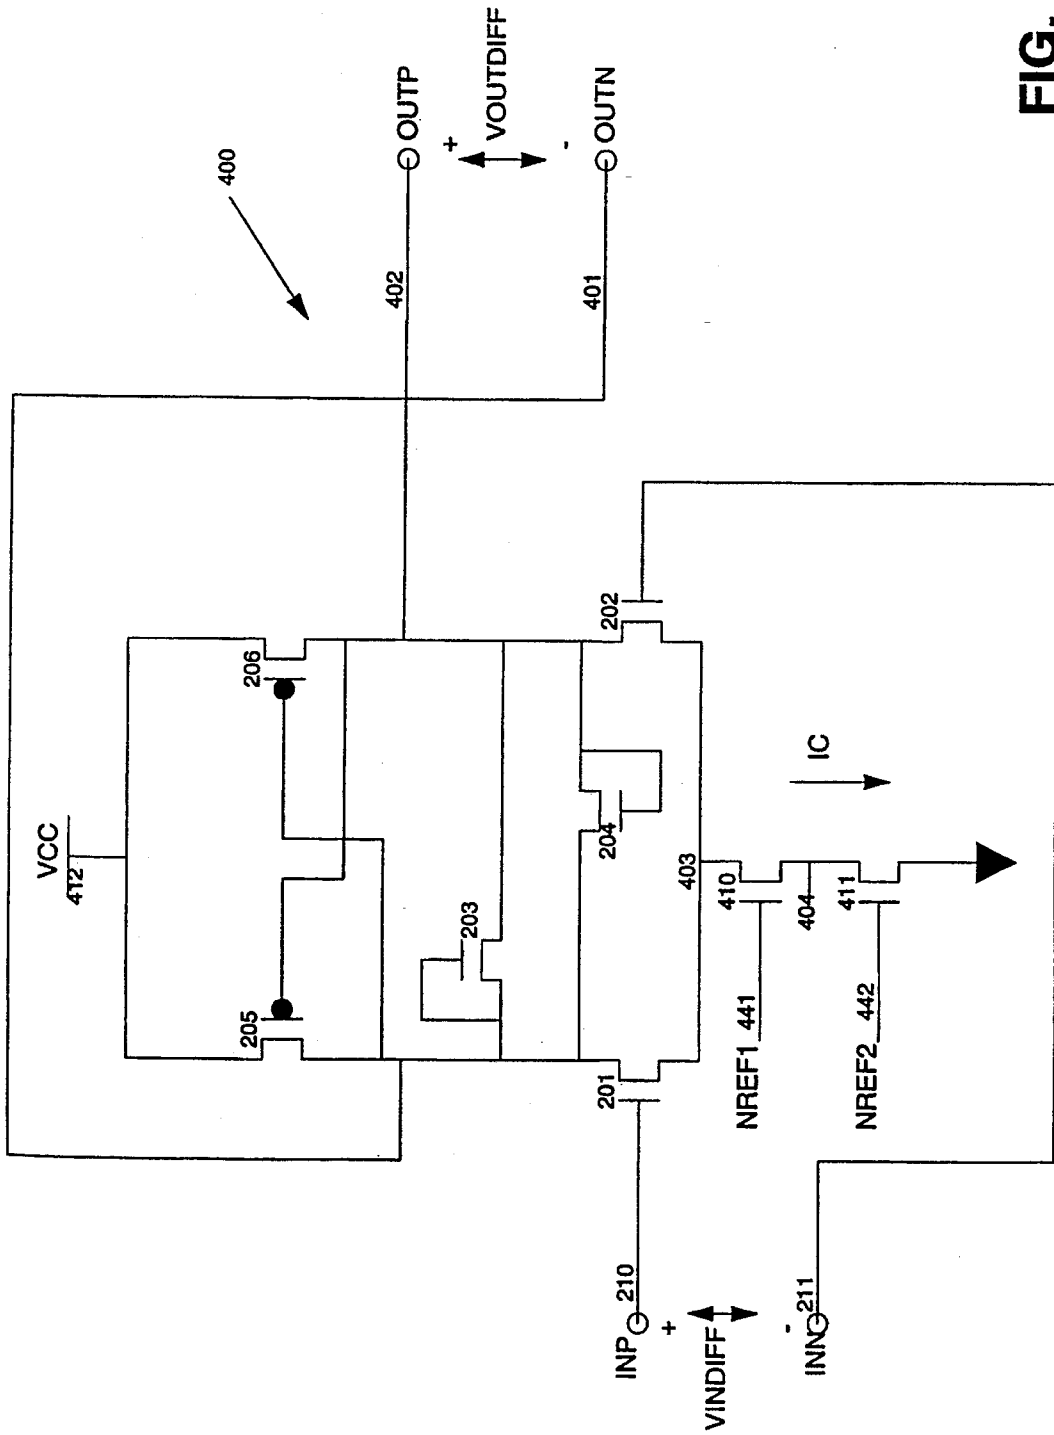 400
VCC
412
206
205
402
OUTP
+
VOUTDIFF
-
OUTN
401
203
204
202
201
403
IC
410
404
411
NREF1
441
NREF2
442
INP
210
+
VINDIFF
-
INN
211
FIG.